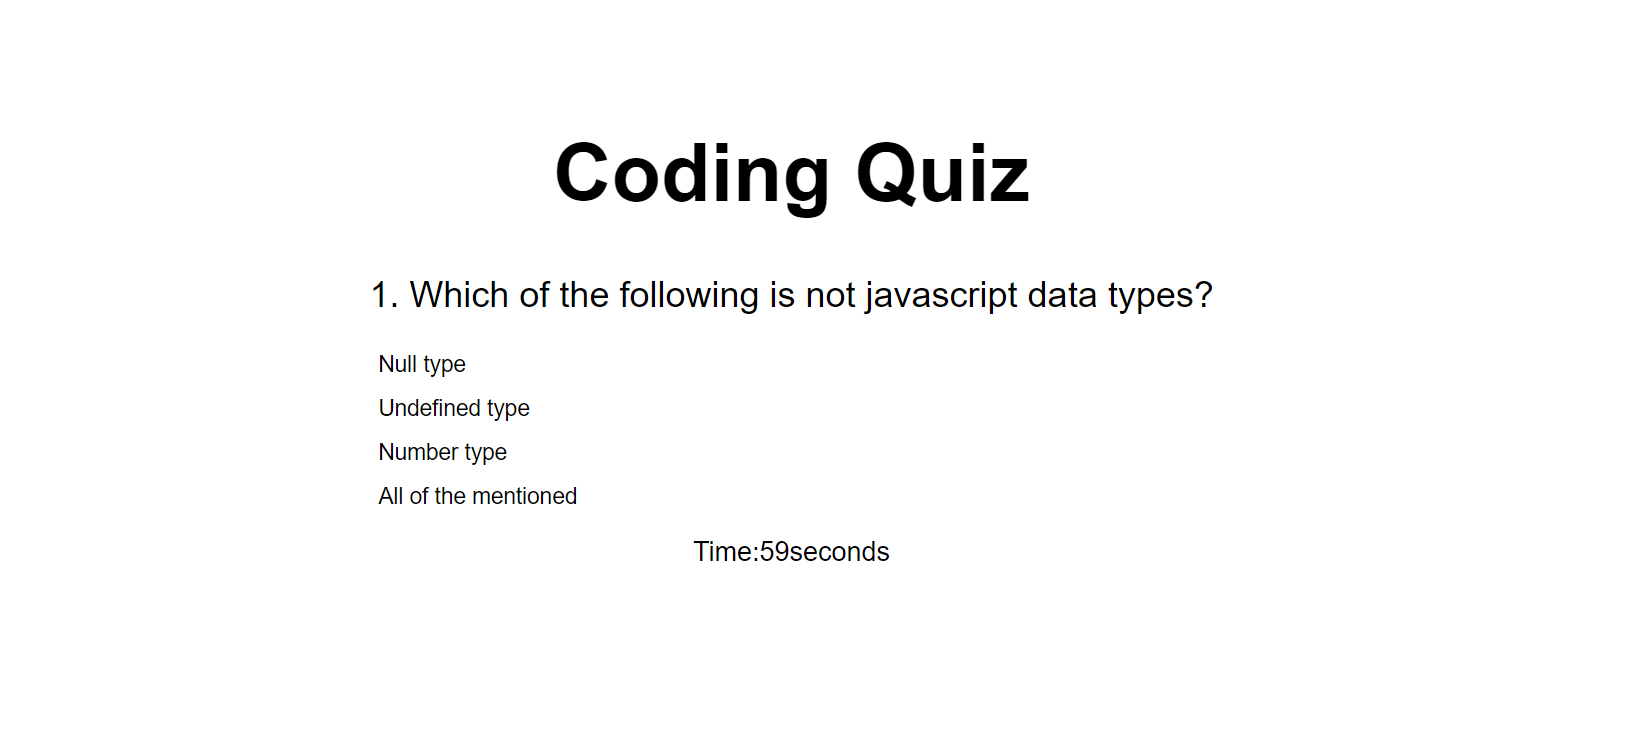 Coding Quiz
1. Which of the following is not javascript data types?
Null type
Undefined type
Number type
All of the mentioned
Time:59seconds